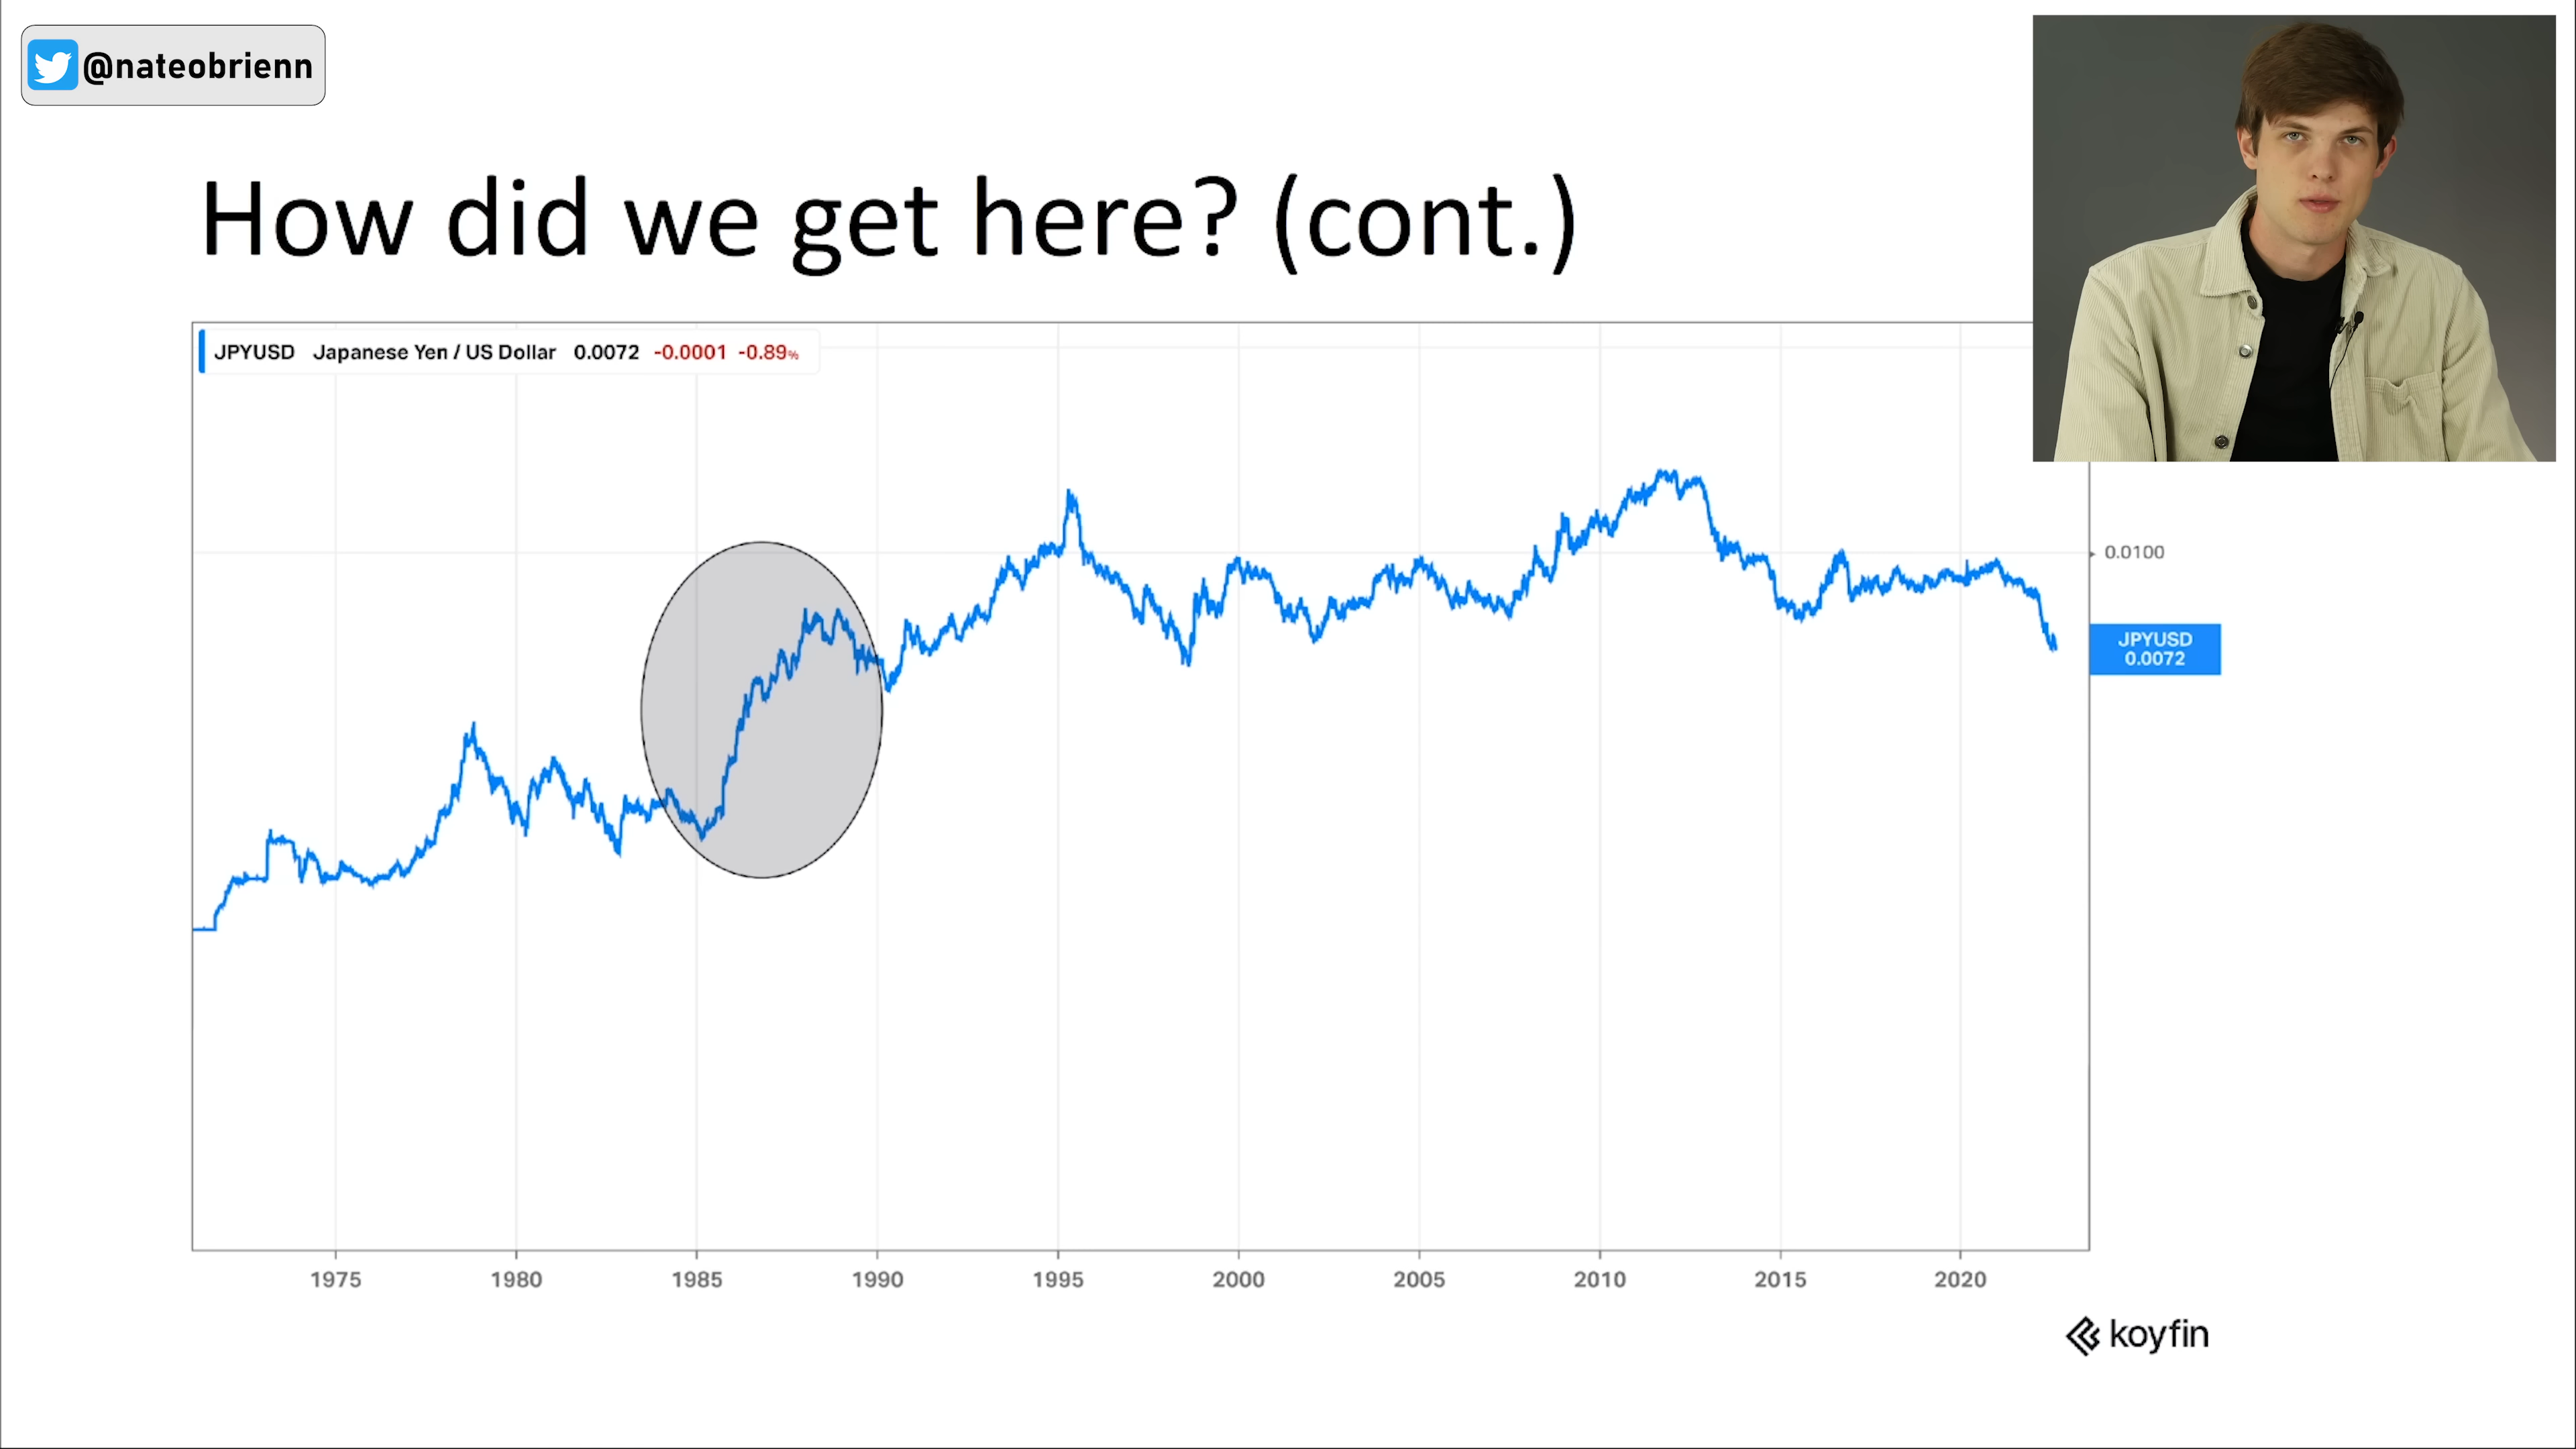 @nateobrienn
How did we get here? (cont.)
JPYUSD Japanese Yen / US Dollar 0.0072 -0.0001 -0.89%
0.0100
JPYUSD
0.0072
1975 1980 1985 1990 1995 2000 2005 2010 2015 2020
koyfin